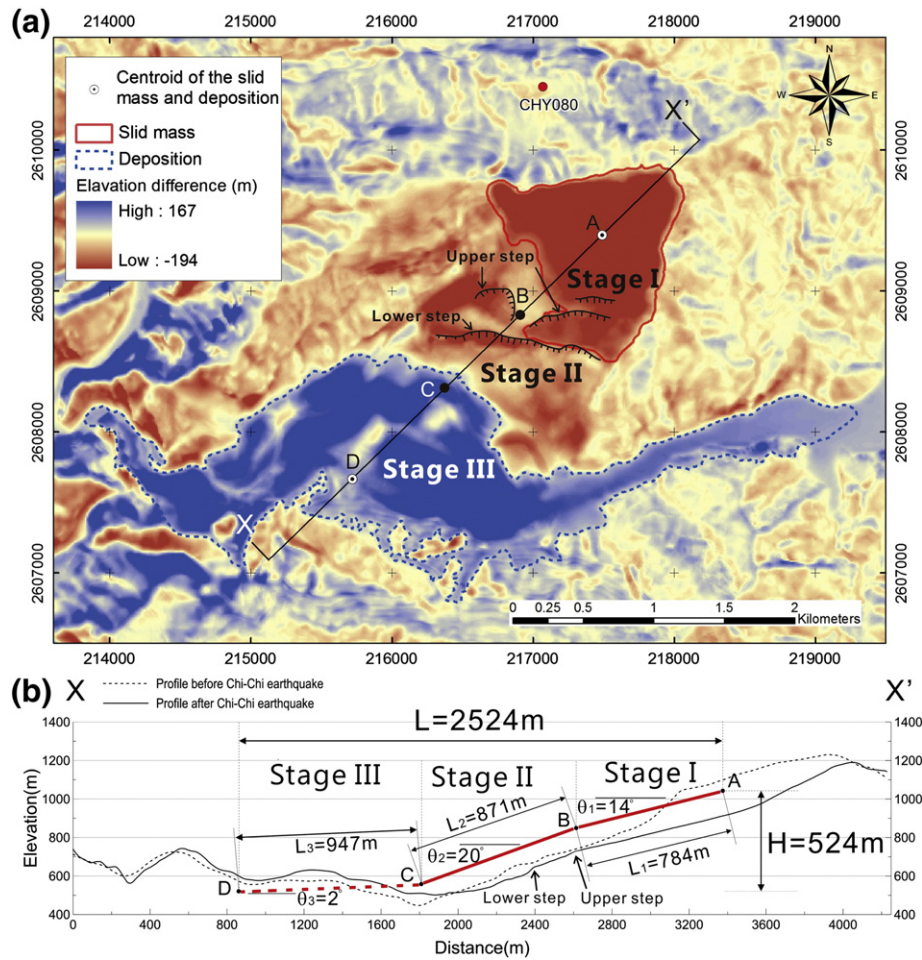 (a)
214000 215000 216000 217000 218000 219000
Centroid of the slid
mass and deposition
Slid mass
Deposition
Elavation difference (m)
High : 167
Low : -194
CHY080
N
W E
S
X'
2610000 2610000
A
Upper step
Stage I
2609000 2609000
B
Lower step
Stage II
C
2608000 2608000
D
Stage III
X
2607000 2607000
0 0.25 0.5 1 1.5 2
Kilometers
214000 215000 216000 217000 218000 219000
(b) X X'
Profile before Chi-Chi earthquake
Profile after Chi-Chi earthquake
L=2524m
Stage III Stage II Stage I
1400 1400
1200 1200
1000 1000
800 800
600 600
400 400
Elevation(m)
A
L2=871m
θ1=14°
B
H=524m
L3=947m
θ2=20°
L1=784m
C
D
θ3=2°
Lower step
Upper step
0 400 800 1200 1600 2000 2400 2800 3200 3600 4000
Distance(m)